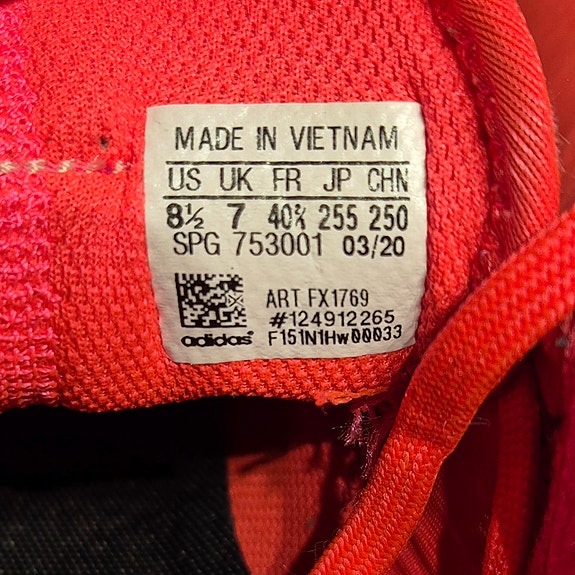 MADE IN VIETNAM
US UK FR JP CHN
8½ 7 40⅔ 255 250
SPG 753001 03/20
ART FX1769
#124912265
adidas F151N1Hw00033